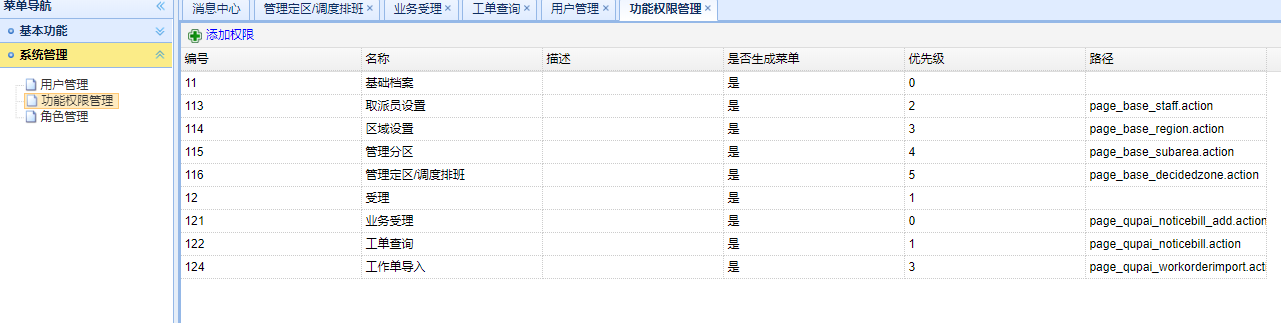 菜单导航
基本功能
系统管理
用户管理
功能权限管理
角色管理
消息中心 管理定区/调度排班 业务受理 工单查询 用户管理 功能权限管理
添加权限
编号 名称 描述 是否生成菜单 优先级 路径
11 基础档案 是 0
113 取派员设置 是 2 page_base_staff.action
114 区域设置 是 3 page_base_region.action
115 管理分区 是 4 page_base_subarea.action
116 管理定区/调度排班 是 5 page_base_decidedzone.action
12 受理 是 1
121 业务受理 是 0 page_qupai_noticebill_add.action
122 工单查询 是 1 page_qupai_noticebill.action
124 工作单导入 是 3 page_qupai_workorderimport.acti